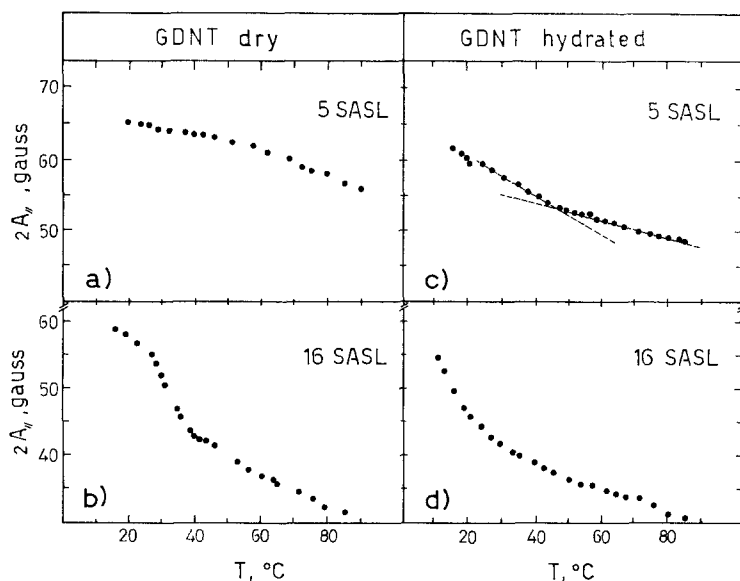 GDNT dry
GDNT hydrated
70
60
50
2A//, gauss
5 SASL
a)
5 SASL
c)
60
50
40
2A//, gauss
16 SASL
b)
16 SASL
d)
20 40 60 80
20 40 60 80
T, °C
T, °C